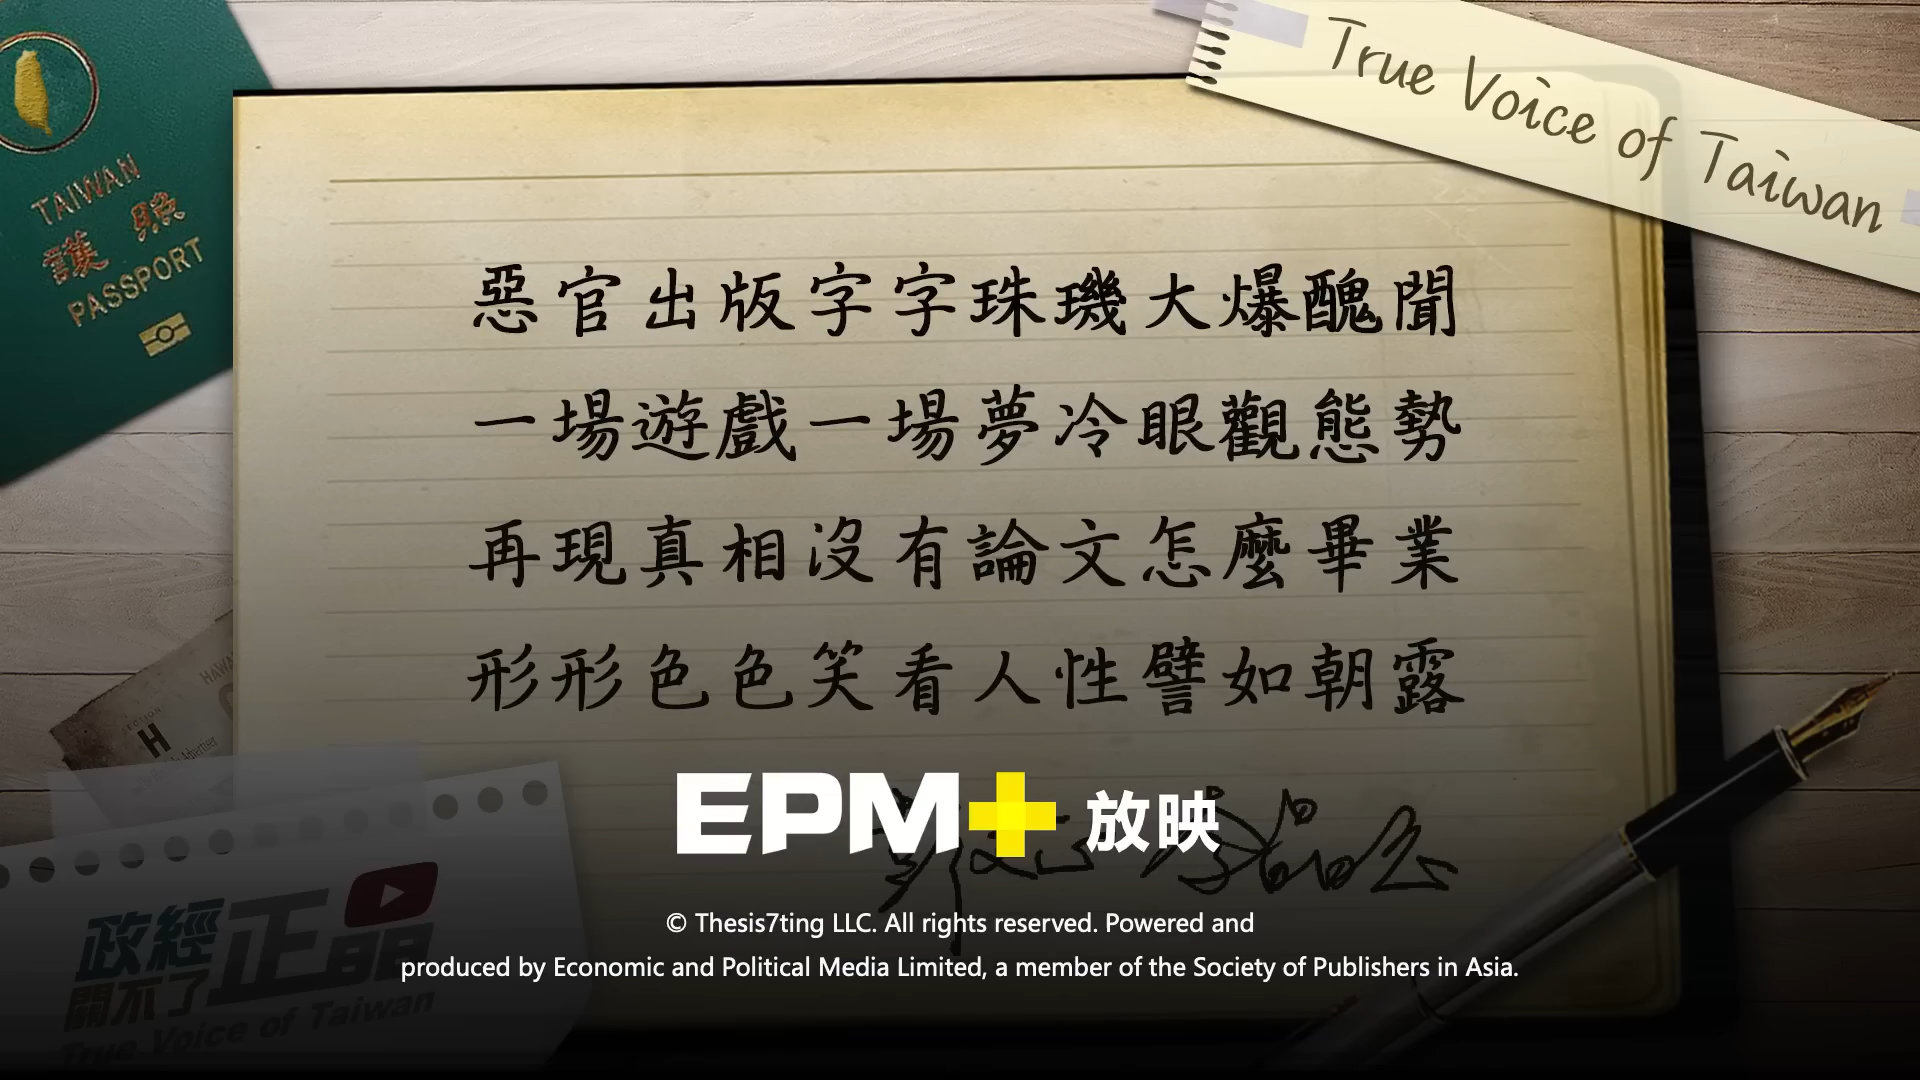 True Voice of Taiwan
TAIWAN
護照
PASSPORT
惡官出版字字珠璣大爆醜聞
一場遊戲一場夢冷眼觀態勢
再現真相沒有論文怎麼畢業
形形色色笑看人性譬如朝露
H
EPM+ 放映
政經
關不了
正晶
True Voice of Taiwan
© Thesis7ting LLC. All rights reserved. Powered and
produced by Economic and Political Media Limited, a member of the Society of Publishers in Asia.